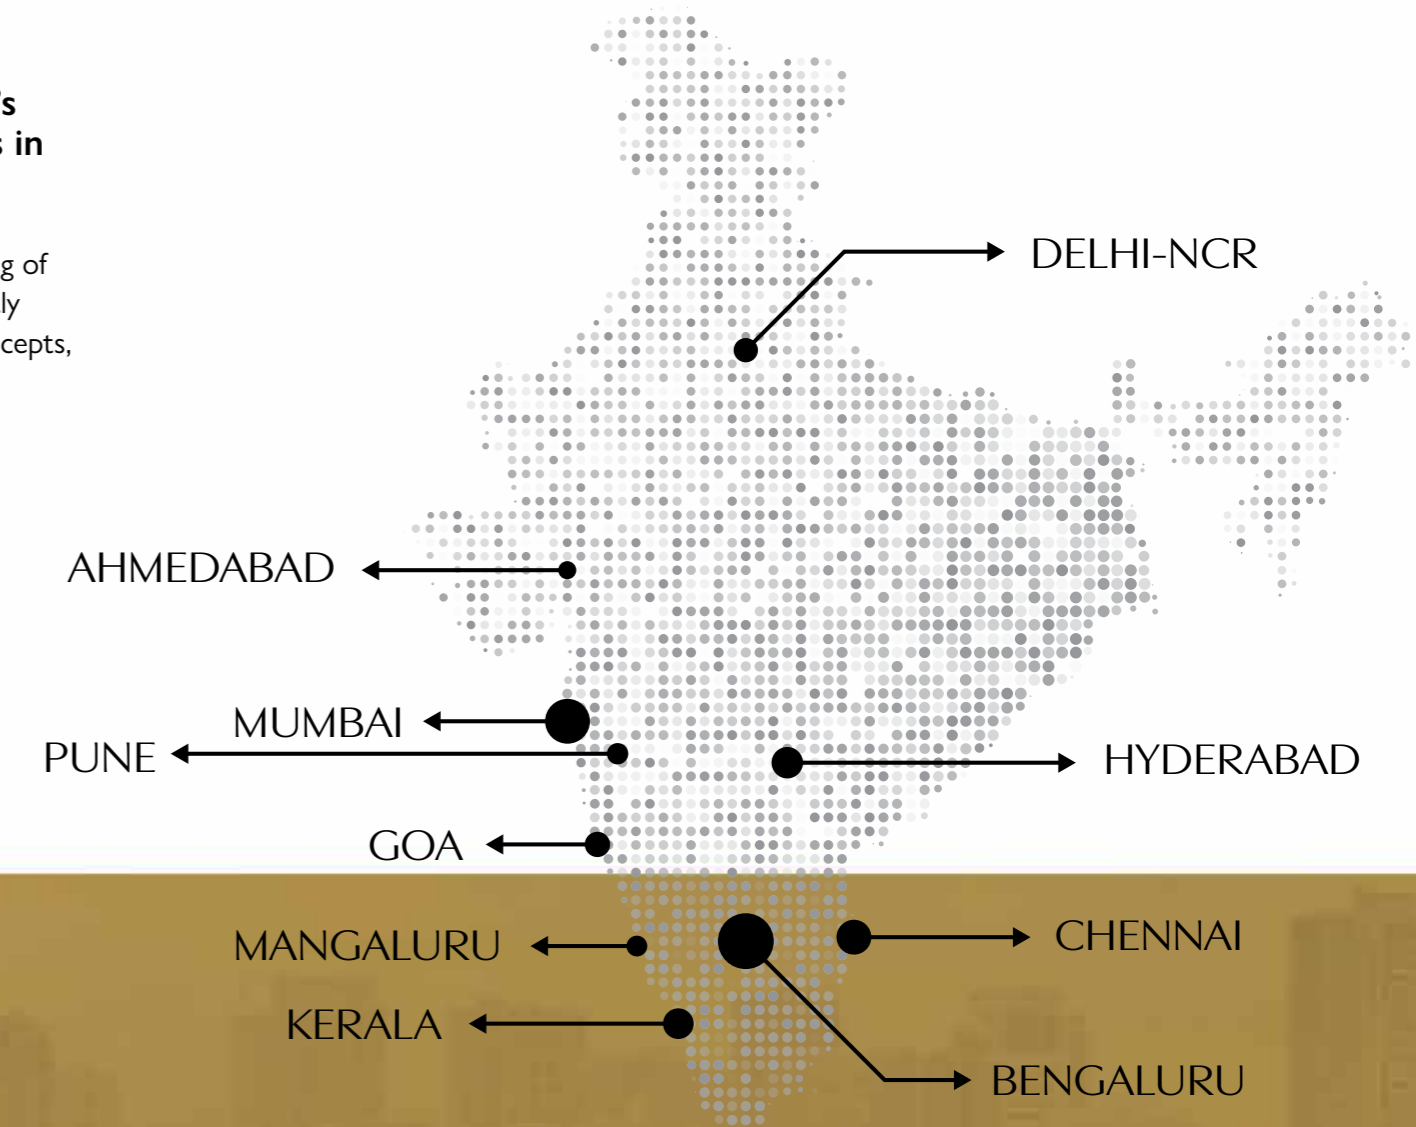 's
s in
g of
ly
cepts,
DELHI-NCR
AHMEDABAD
MUMBAI
PUNE
HYDERABAD
GOA
MANGALURU
CHENNAI
KERALA
BENGALURU